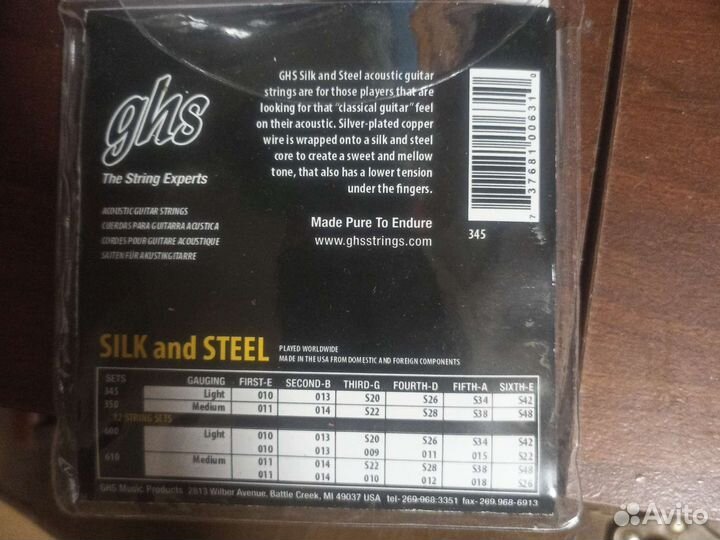 ghs
The String Experts
ACOUSTIC GUITAR STRINGS
CUERDAS PARA GUITARRA ACUSTICA
CORDES POUR GUITARE ACOUSTIQUE
SAITEN FÜR AKUSTIKGITARRE
GHS Silk and Steel acoustic guitar
strings are for those players that are
looking for that "classical guitar" feel
on their acoustic. Silver-plated copper
wire is wrapped onto a silk and steel
core to create a sweet and mellow
tone, that also has a lower tension
under the fingers.
Made Pure To Endure
www.ghsstrings.com
7 37681 00631 0
345
SILK and STEEL
PLAYED WORLDWIDE
MADE IN THE USA FROM DOMESTIC AND FOREIGN COMPONENTS
SETS GAUGING FIRST-E SECOND-B THIRD-G FOURTH-D FIFTH-A SIXTH-E
345 Light 010 013 S20 S26 S34 S42
350 Medium 011 014 S22 S28 S38 S48
12 STRING SETS
600 Light 010 013 S20 S26 S34 S42
010 013 009 011 015 S22
610 Medium 011 014 S22 S28 S38 S48
011 014 010 012 018 S26
GHS Music Products 2813 Wilber Avenue, Battle Creek, MI 49037 USA tel- 269-968-3351 fax-269.968-6913
Avito